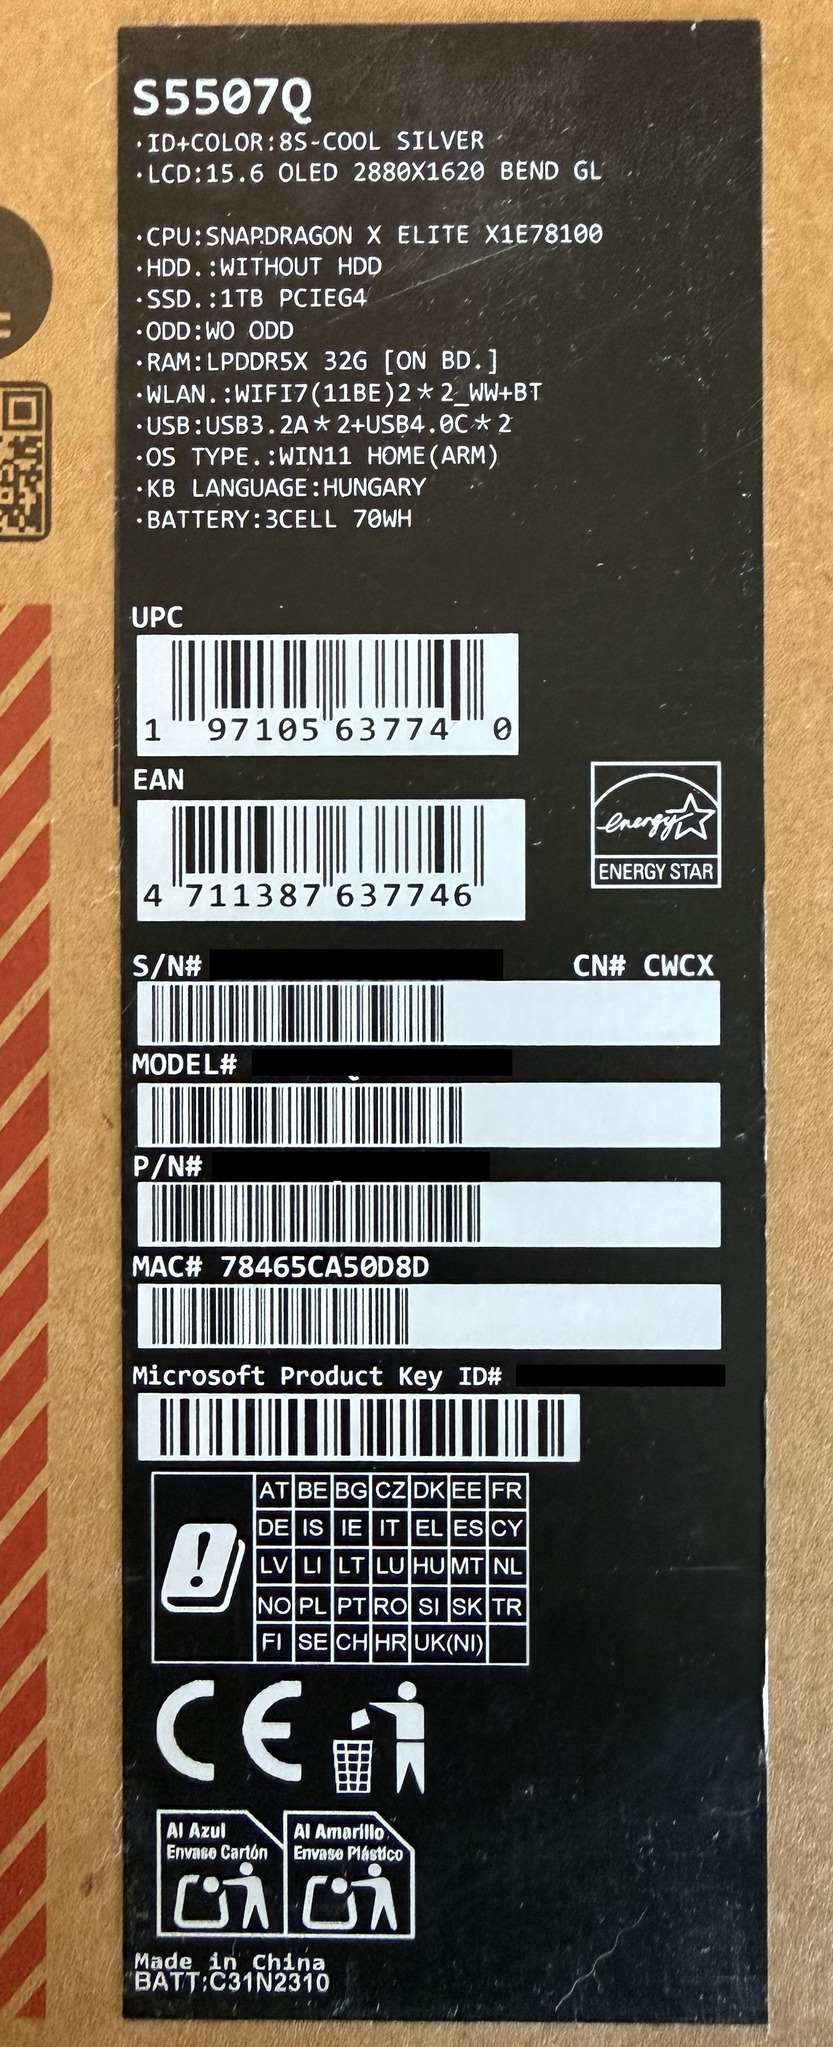 S5507Q
·ID+COLOR:8S-COOL SILVER
·LCD:15.6 OLED 2880X1620 BEND GL
·CPU:SNAPDRAGON X ELITE X1E78100
·HDD.:WITHOUT HDD
·SSD.:1TB PCIEG4
·ODD:WO ODD
·RAM:LPDDR5X 32G [ON BD.]
·WLAN.:WIFI7(11BE)2*2_WW+BT
·USB:USB3.2A*2+USB4.0C*2
·OS TYPE.:WIN11 HOME(ARM)
·KB LANGUAGE:HUNGARY
·BATTERY:3CELL 70WH
UPC
1 97105 63774 0
EAN
4 711387 637746
energy
ENERGY STAR
S/N# CN# CWCX
MODEL#
P/N#
MAC# 78465CA50D8D
Microsoft Product Key ID#
AT BE BG CZ DK EE FR
DE IS IE IT EL ES CY
LV LI LT LU HU MT NL
NO PL PT RO SI SK TR
FI SE CH HR UK(NI)
CE
Al Azul
Envase Cartón
Al Amarillo
Envase Plástico
Made in China
BATT:C31N2310